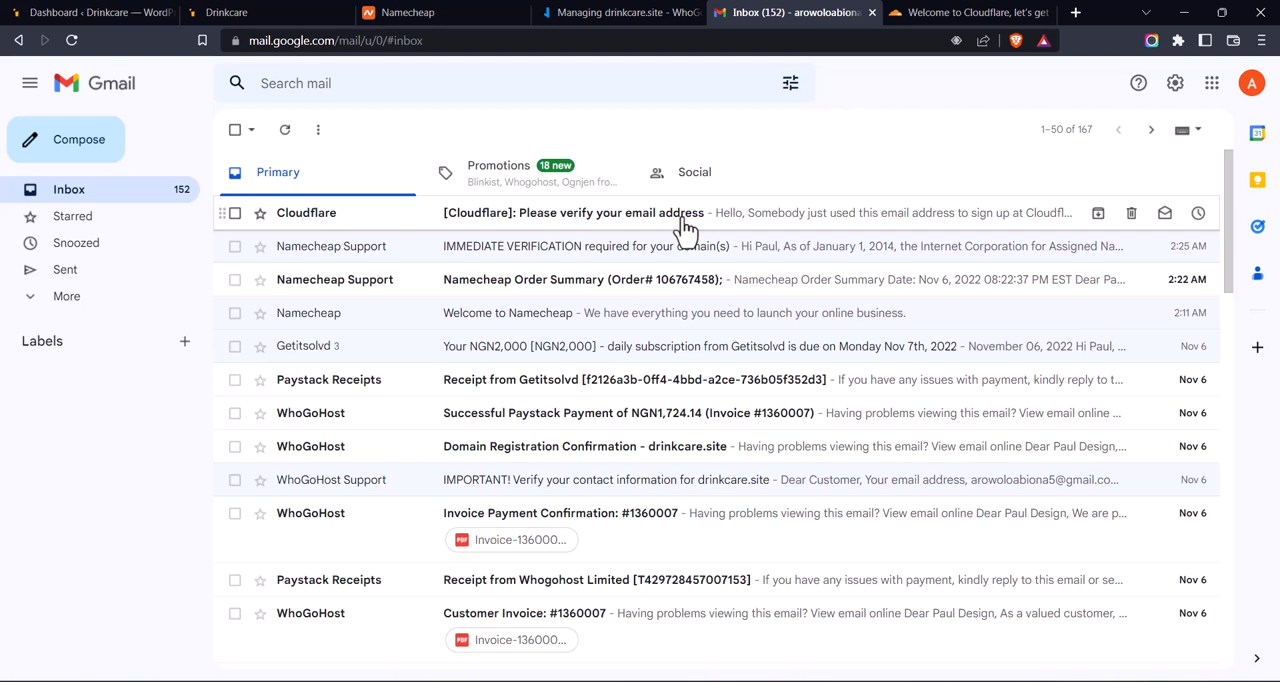 Dashboard ‹ Drinkcare — WordP
Drinkcare
Namecheap
Managing drinkcare.site - WhoG
Inbox (152) - arowoloabiona
Welcome to Cloudflare, let's get
mail.google.com/mail/u/0/#inbox
Gmail
Search mail
A
Compose
1–50 of 167
Inbox 152
Starred
Snoozed
Sent
More
Labels
Primary
Promotions 18 new
Blinkist, Whogohost, Ognjen fro...
Social
Cloudflare [Cloudflare]: Please verify your email address - Hello, Somebody just used this email address to sign up at Cloudfl...
Namecheap Support IMMEDIATE VERIFICATION required for your domain(s) - Hi Paul, As of January 1, 2014, the Internet Corporation for Assigned Na... 2:25 AM
Namecheap Support Namecheap Order Summary (Order# 106767458); - Namecheap Order Summary Date: Nov 6, 2022 08:22:37 PM EST Dear Pa... 2:22 AM
Namecheap Welcome to Namecheap - We have everything you need to launch your online business. 2:11 AM
Getitsolvd 3 Your NGN2,000 [NGN2,000] - daily subscription from Getitsolvd is due on Monday Nov 7th, 2022 - November 06, 2022 Hi Paul, ... Nov 6
Paystack Receipts Receipt from Getitsolvd [f2126a3b-0ff4-4bbd-a2ce-736b05f352d3] - If you have any issues with payment, kindly reply to t... Nov 6
WhoGoHost Successful Paystack Payment of NGN1,724.14 (Invoice #1360007) - Having problems viewing this email? View email online ... Nov 6
WhoGoHost Domain Registration Confirmation - drinkcare.site - Having problems viewing this email? View email online Dear Paul Design,... Nov 6
WhoGoHost Support IMPORTANT! Verify your contact information for drinkcare.site - Dear Customer, Your email address, arowoloabiona5@gmail.co... Nov 6
WhoGoHost Invoice Payment Confirmation: #1360007 - Having problems viewing this email? View email online Dear Paul Design, We are p... Nov 6
PDF Invoice-136000...
Paystack Receipts Receipt from Whogohost Limited [T429728457007153] - If you have any issues with payment, kindly reply to this email or se... Nov 6
WhoGoHost Customer Invoice: #1360007 - Having problems viewing this email? View email online Dear Paul Design, As a valued customer, ... Nov 6
PDF Invoice-136000...